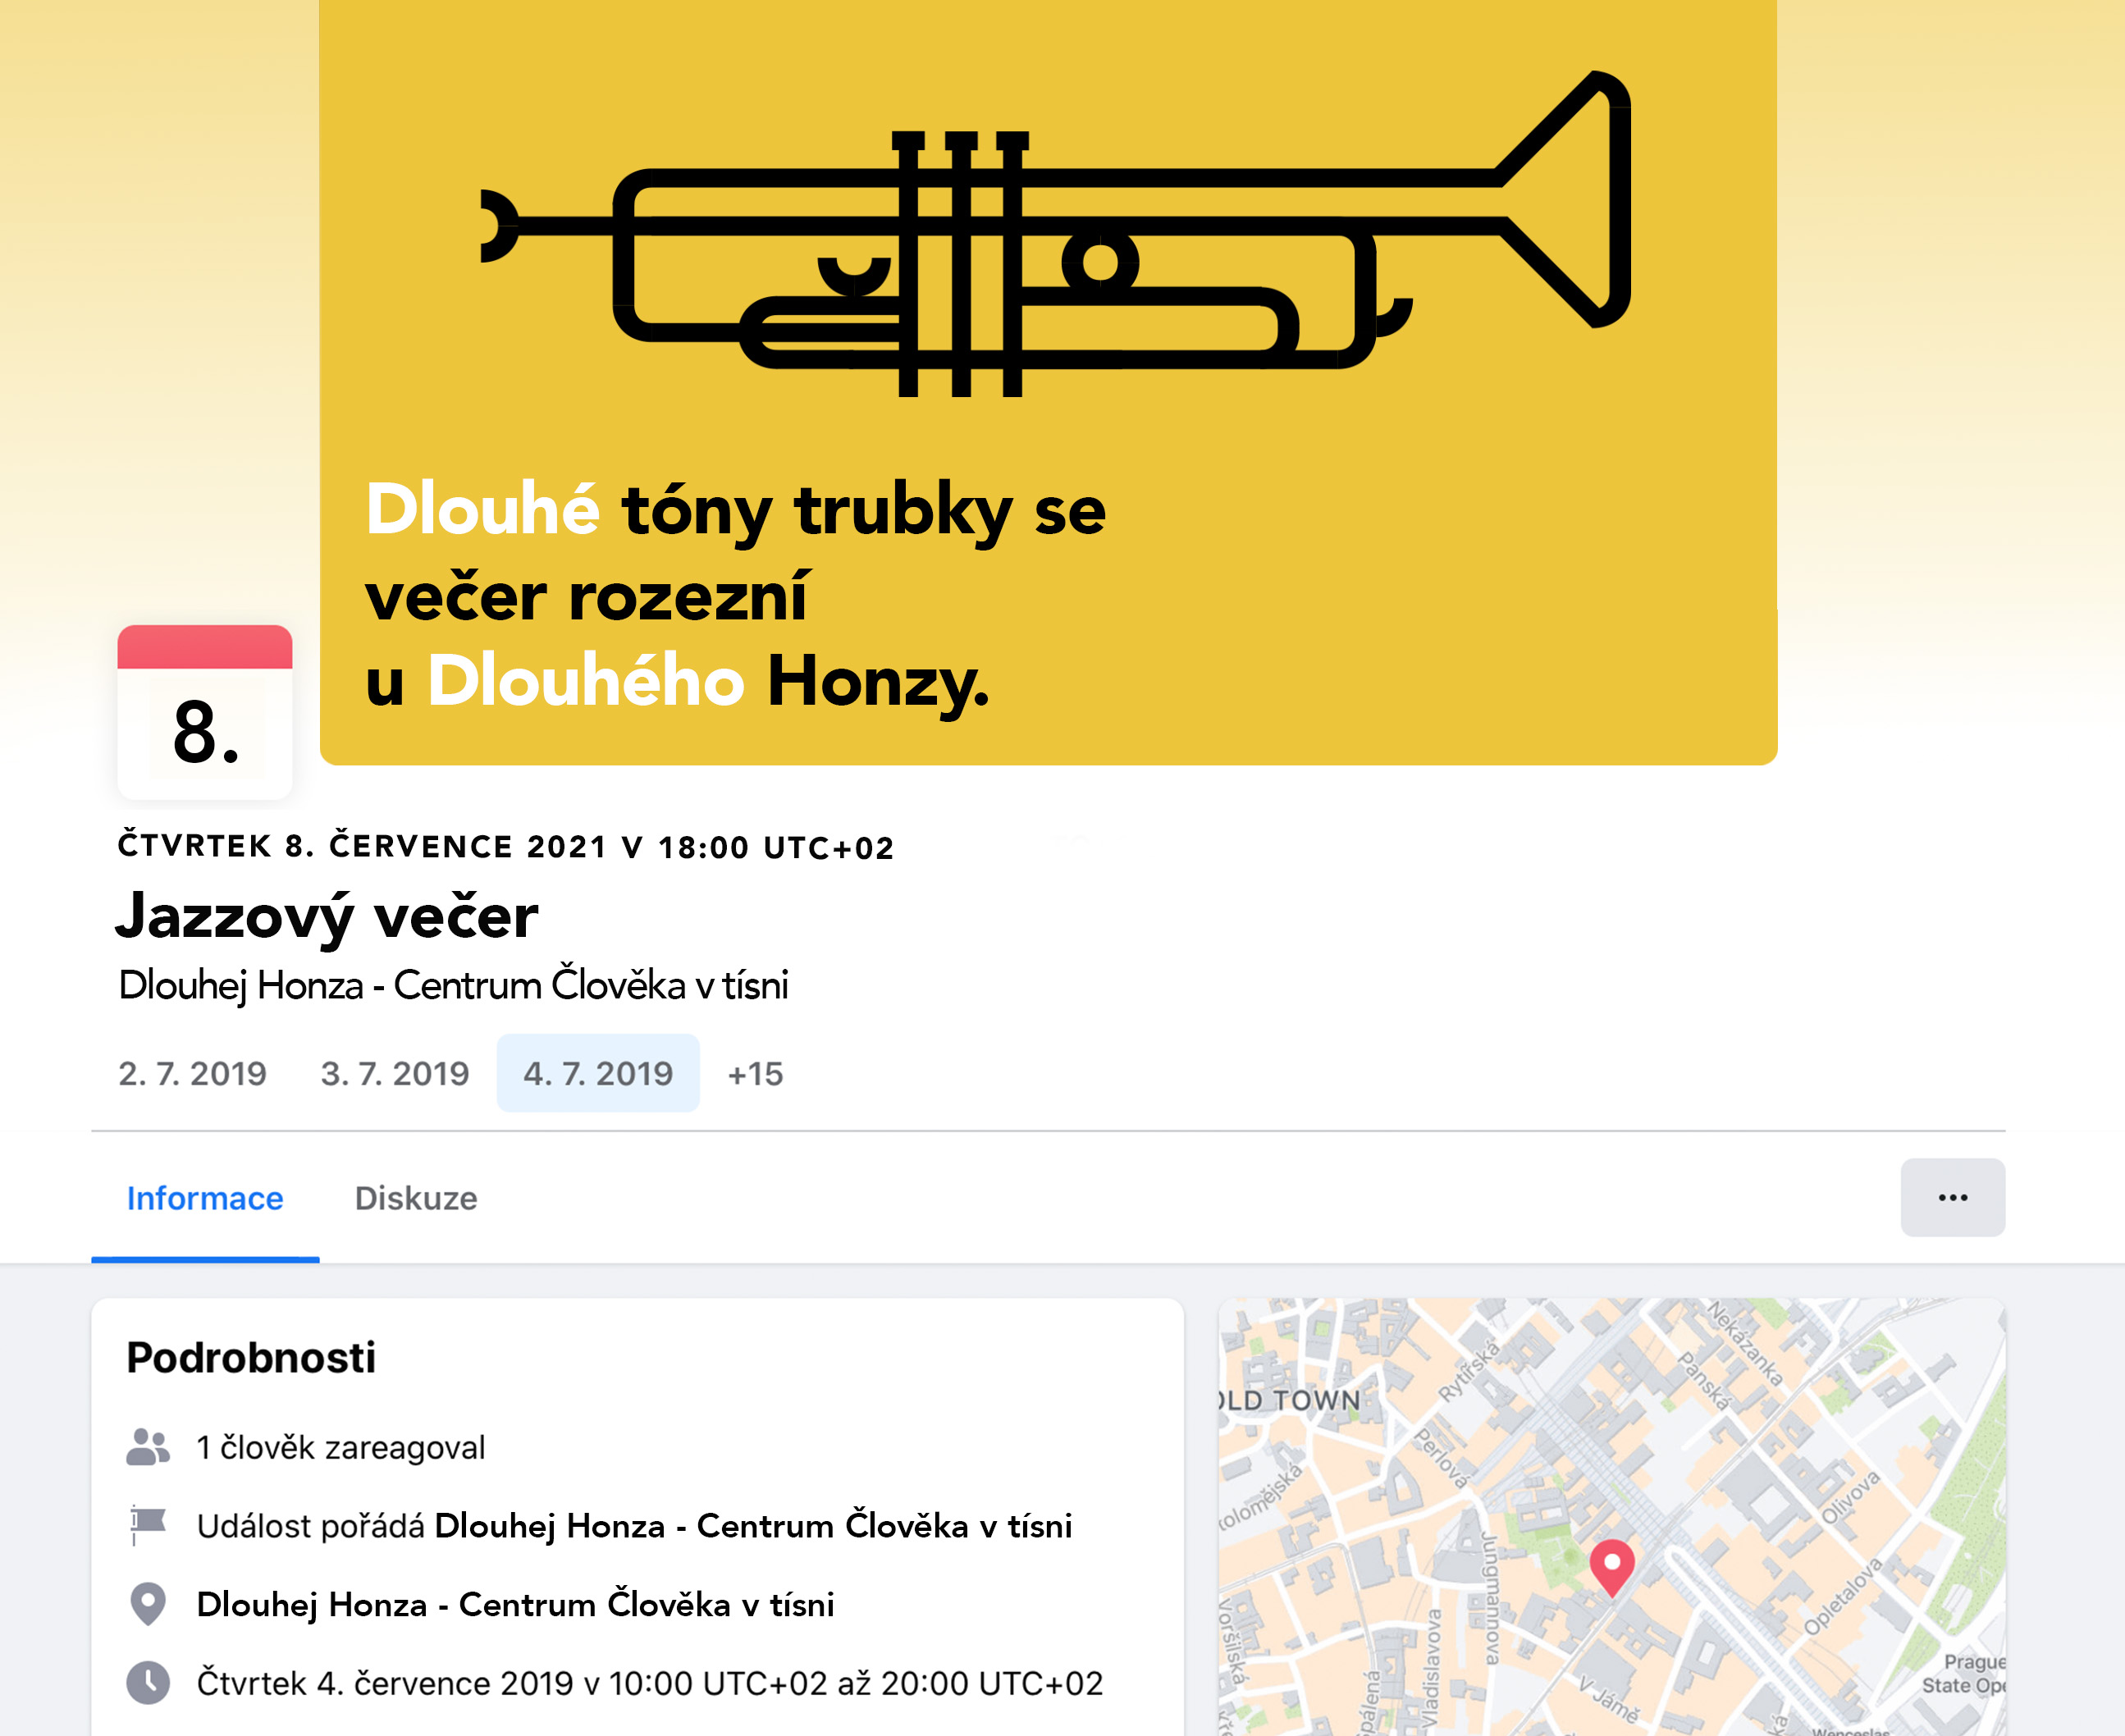 Dlouhé tóny trubky se
večer rozezní
u Dlouhého Honzy.
8.
ČTVRTEK 8. ČERVENCE 2021 V 18:00 UTC+02
Jazzový večer
Dlouhej Honza - Centrum Člověka v tísni
2. 7. 2019 3. 7. 2019 4. 7. 2019 +15
Informace Diskuze
Podrobnosti
1 člověk zareagoval
Událost pořádá Dlouhej Honza - Centrum Člověka v tísni
Dlouhej Honza - Centrum Člověka v tísni
Čtvrtek 4. července 2019 v 10:00 UTC+02 až 20:00 UTC+02
Nekázanka
Panská
Rytířská
OLD TOWN
Perlová
olomějská
Olivova
Jungmannova
Opletalova
Voršilská
Vladislavova
V Jámě
Prague
State Ope
pálená
Wenceslas